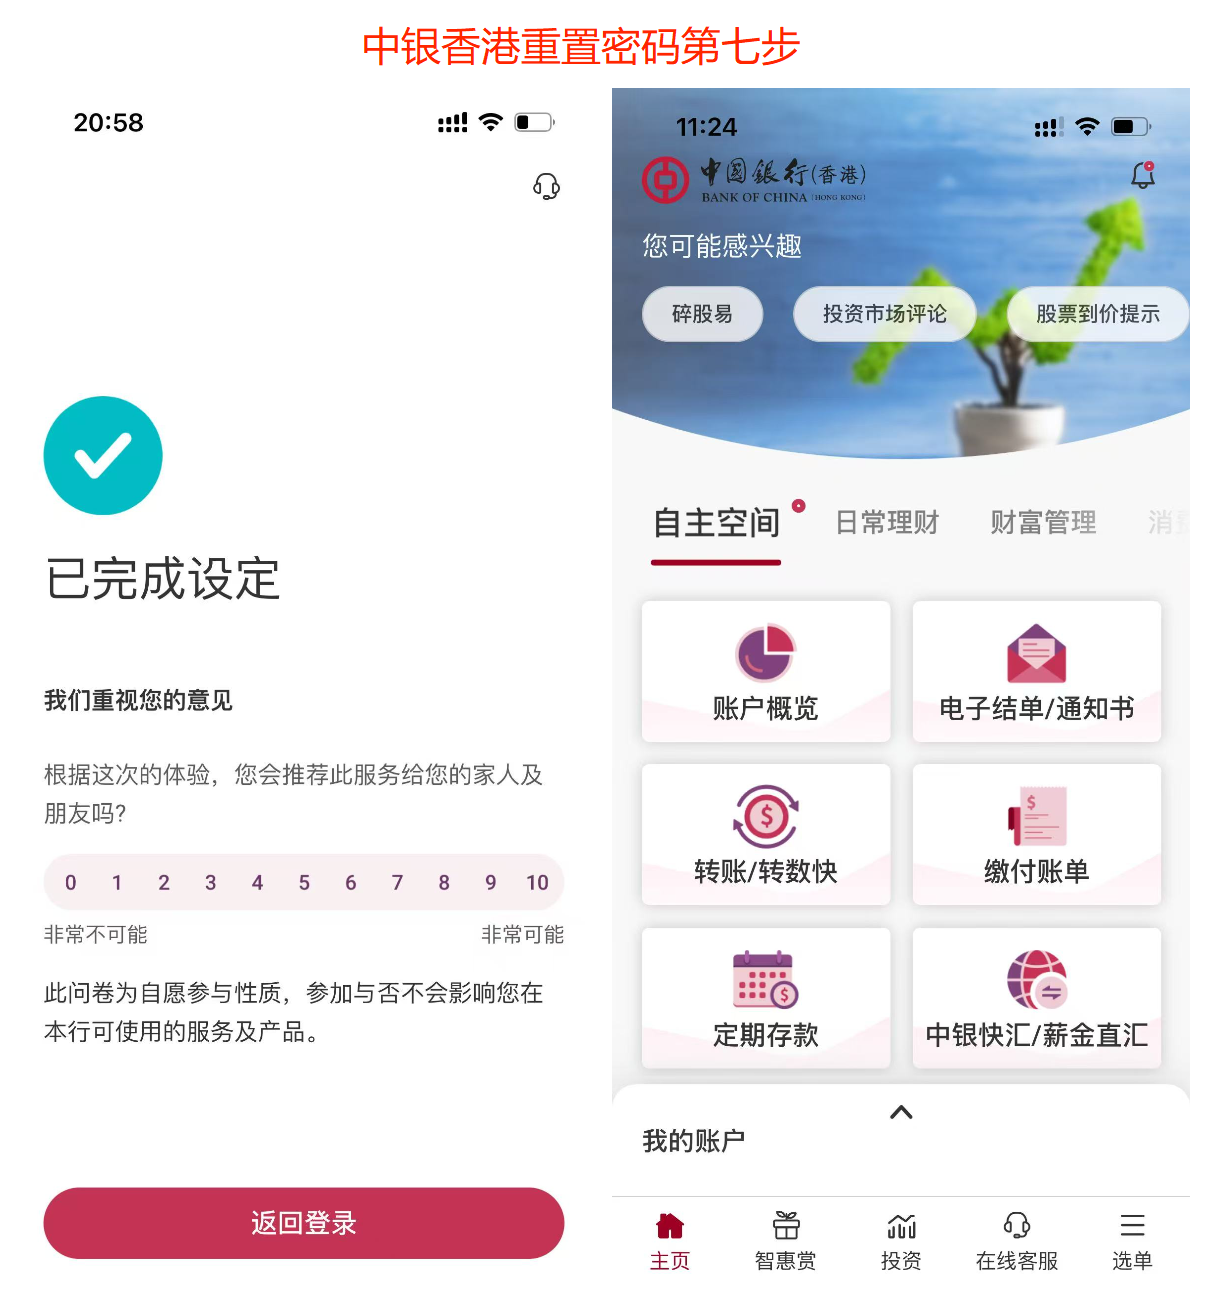 中银香港重置密码第七步
20:58
已完成设定
我们重视您的意见
根据这次的体验，您会推荐此服务给您的家人及
朋友吗？
0 1 2 3 4 5 6 7 8 9 10
非常不可能 非常可能
此问卷为自愿参与性质，参加与否不会影响您在
本行可使用的服务及产品。
返回登录
11:24
中國銀行(香港)
BANK OF CHINA (HONG KONG)
您可能感兴趣
碎股易 投资市场评论 股票到价提示
自主空间 日常理财 财富管理 消
账户概览 电子结单/通知书
转账/转数快 缴付账单
定期存款 中银快汇/薪金直汇
我的账户
主页 智惠赏 投资 在线客服 选单